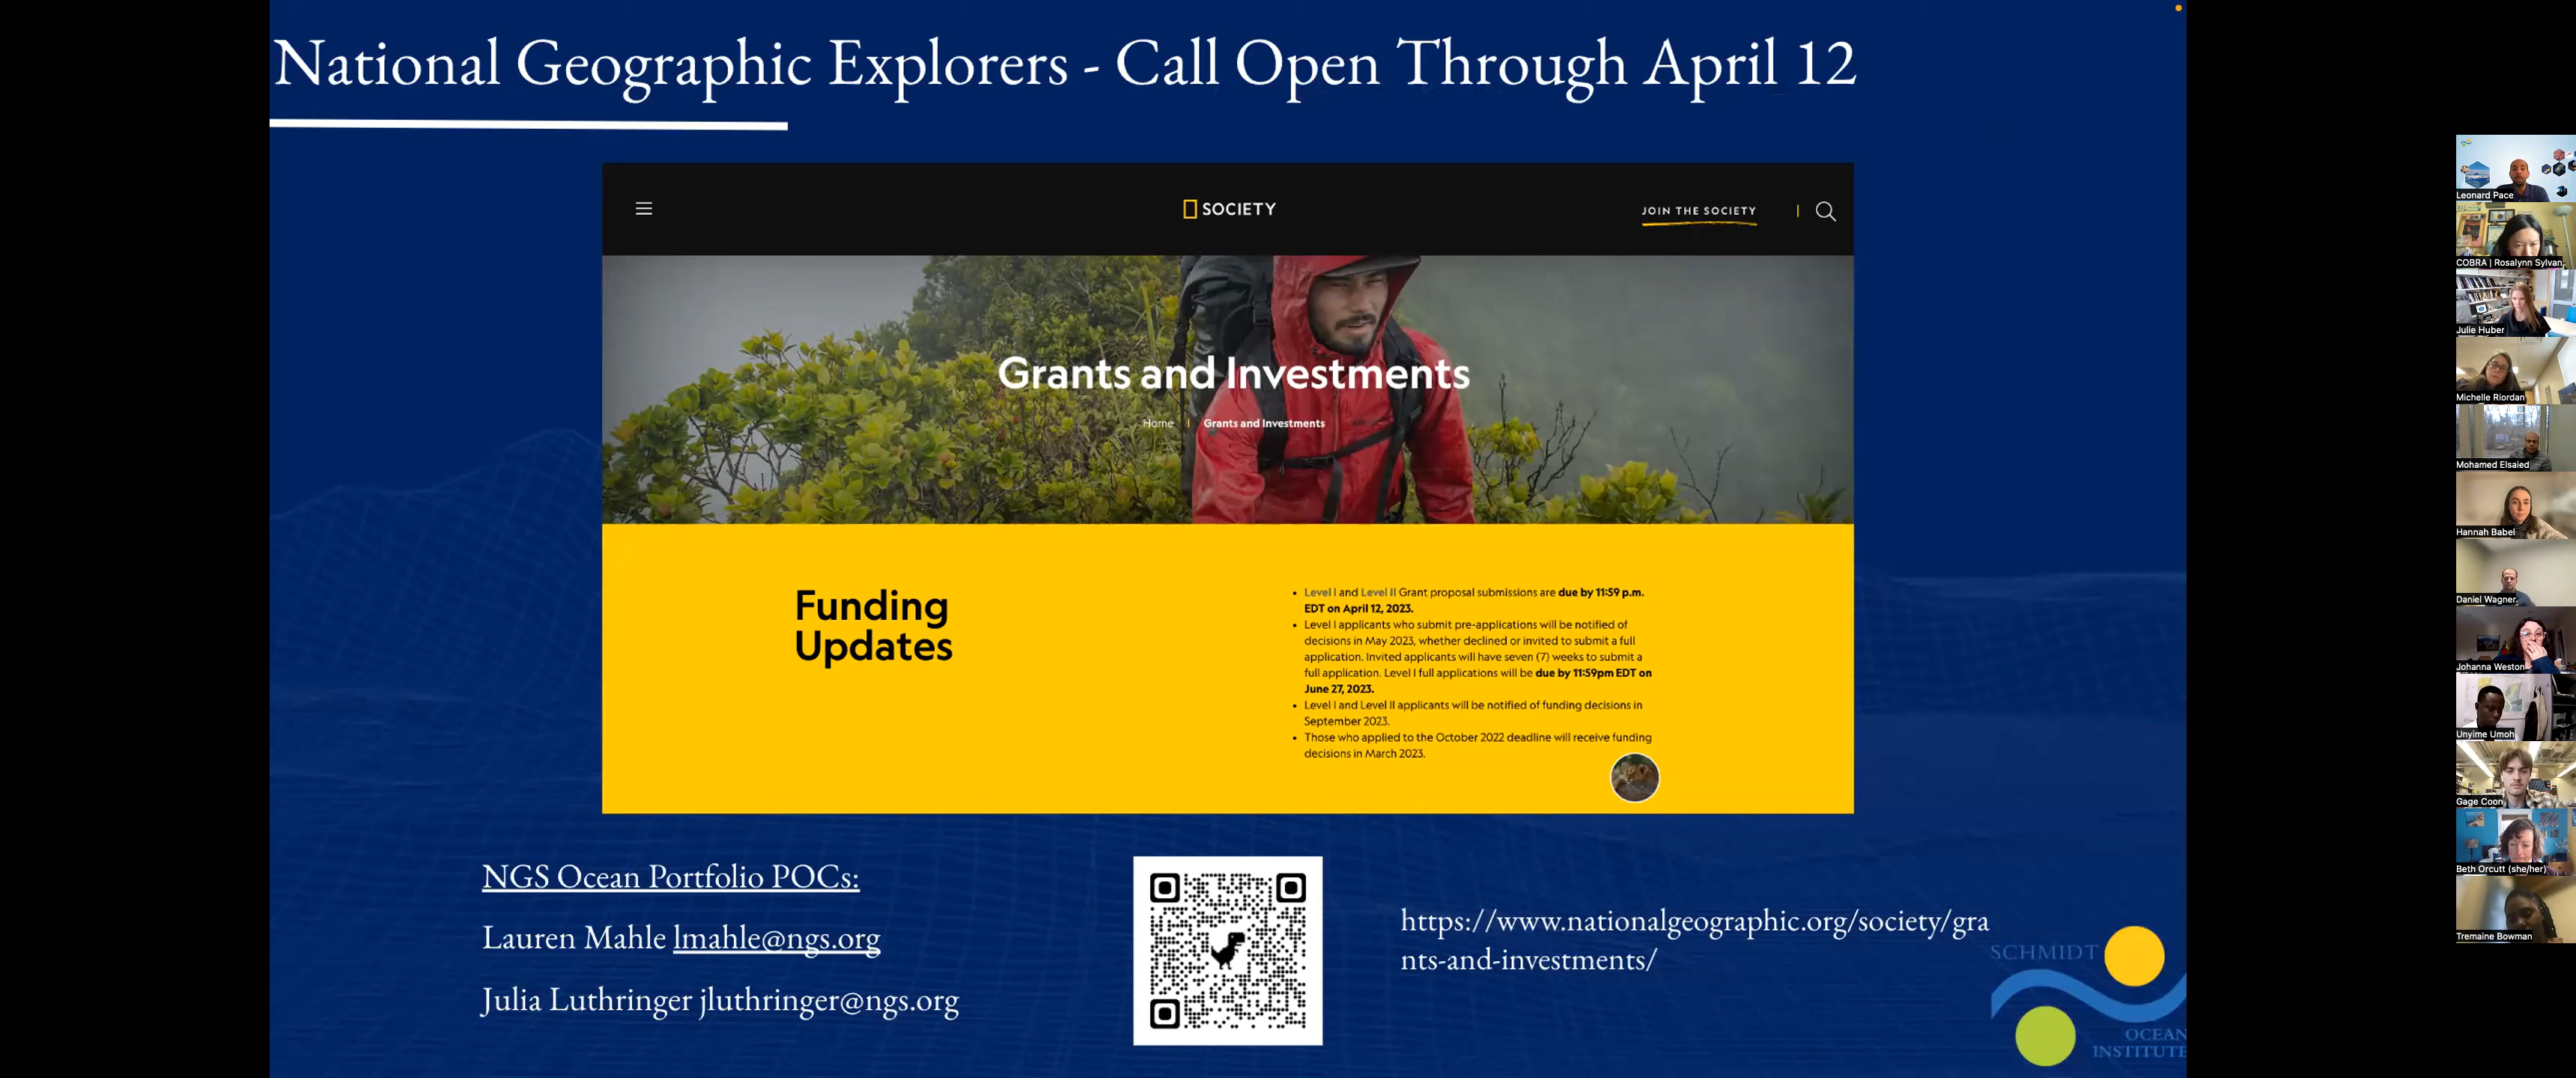 National Geographic Explorers - Call Open Through April 12
SOCIETY
JOIN THE SOCIETY
Grants and Investments
Home | Grants and Investments
Funding
Updates
• Level I and Level II Grant proposal submissions are due by 11:59 p.m.
EDT on April 12, 2023.
• Level I applicants who submit pre-applications will be notified of
decisions in May 2023, whether declined or invited to submit a full
application. Invited applicants will have seven (7) weeks to submit a
full application. Level I full applications will be due by 11:59pm EDT on
June 27, 2023.
• Level I and Level II applicants will be notified of funding decisions in
September 2023.
• Those who applied to the October 2022 deadline will receive funding
decisions in March 2023.
NGS Ocean Portfolio POCs:
Lauren Mahle lmahle@ngs.org
Julia Luthringer jluthringer@ngs.org
https://www.nationalgeographic.org/society/gra
nts-and-investments/
SCHMIDT
OCEAN
INSTITUTE
Leonard Pace
COBRA | Rosalynn Sylvan,
Julie Huber
Michelle Riordan
Mohamed Elsaied
Hannah Babel
Daniel Wagner
Johanna Weston
Unyime Umoh
Gage Coon
Beth Orcutt (she/her)
Tremaine Bowman